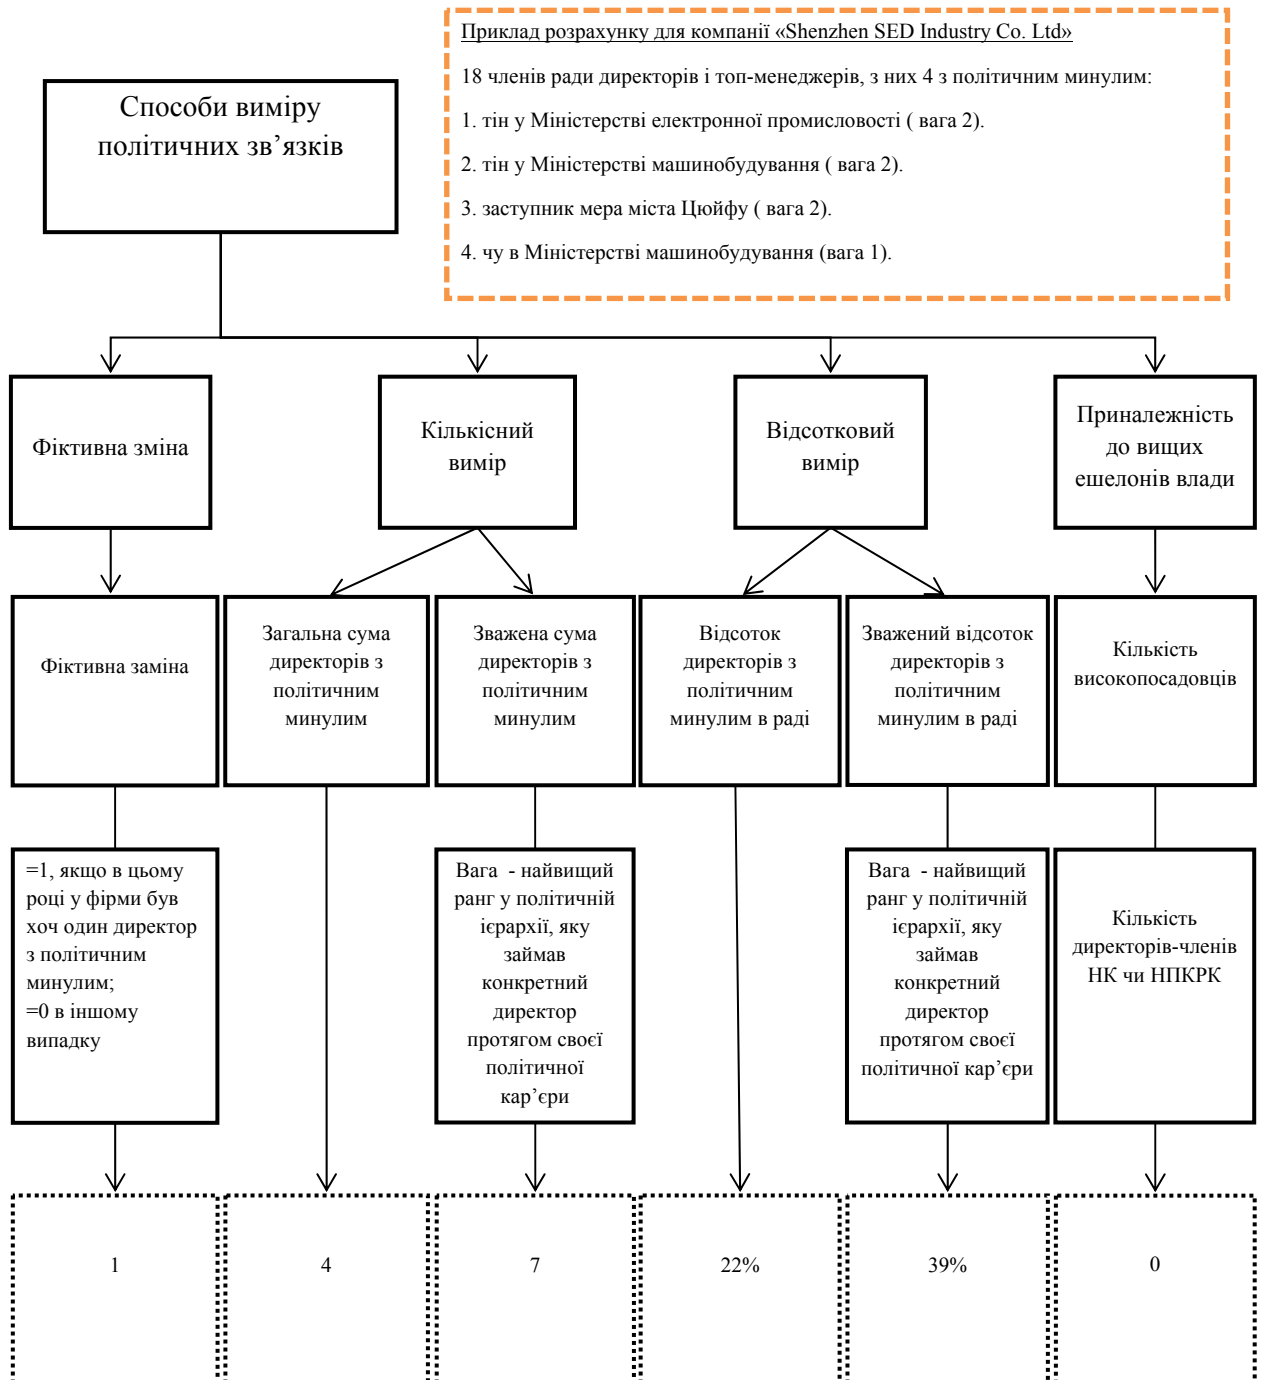 Приклад розрахунку для компанії «Shenzhen SED Industry Co. Ltd»
18 членів ради директорів і топ-менеджерів, з них 4 з політичним минулим:
1. тін у Міністерстві електронної промисловості ( вага 2).
2. тін у Міністерстві машинобудування ( вага 2).
3. заступник мера міста Цюйфу ( вага 2).
4. чу в Міністерстві машинобудування (вага 1).
Способи виміру
політичних зв’язків
Фіктивна зміна
Кількісний
вимір
Відсотковий
вимір
Приналежність
до вищих
ешелонів влади
Фіктивна заміна
Загальна сума
директорів з
політичним
минулим
Зважена сума
директорів з
політичним
минулим
Відсоток
директорів з
політичним
минулим в раді
Зважений відсоток
директорів з
політичним
минулим в раді
Кількість
високопосадовців
=1, якщо в цьому
році у фірми був
хоч один директор
з політичним
минулим;
=0 в іншому
випадку
Вага - найвищий
ранг у політичній
ієрархії, яку
займав
конкретний
директор
протягом своєї
політичної
кар’єри
Вага - найвищий
ранг у політичній
ієрархії, яку
займав
конкретний
директор
протягом своєї
політичної кар’єри
Кількість
директорів-членів
НК чи НПКРК
1
4
7
22%
39%
0